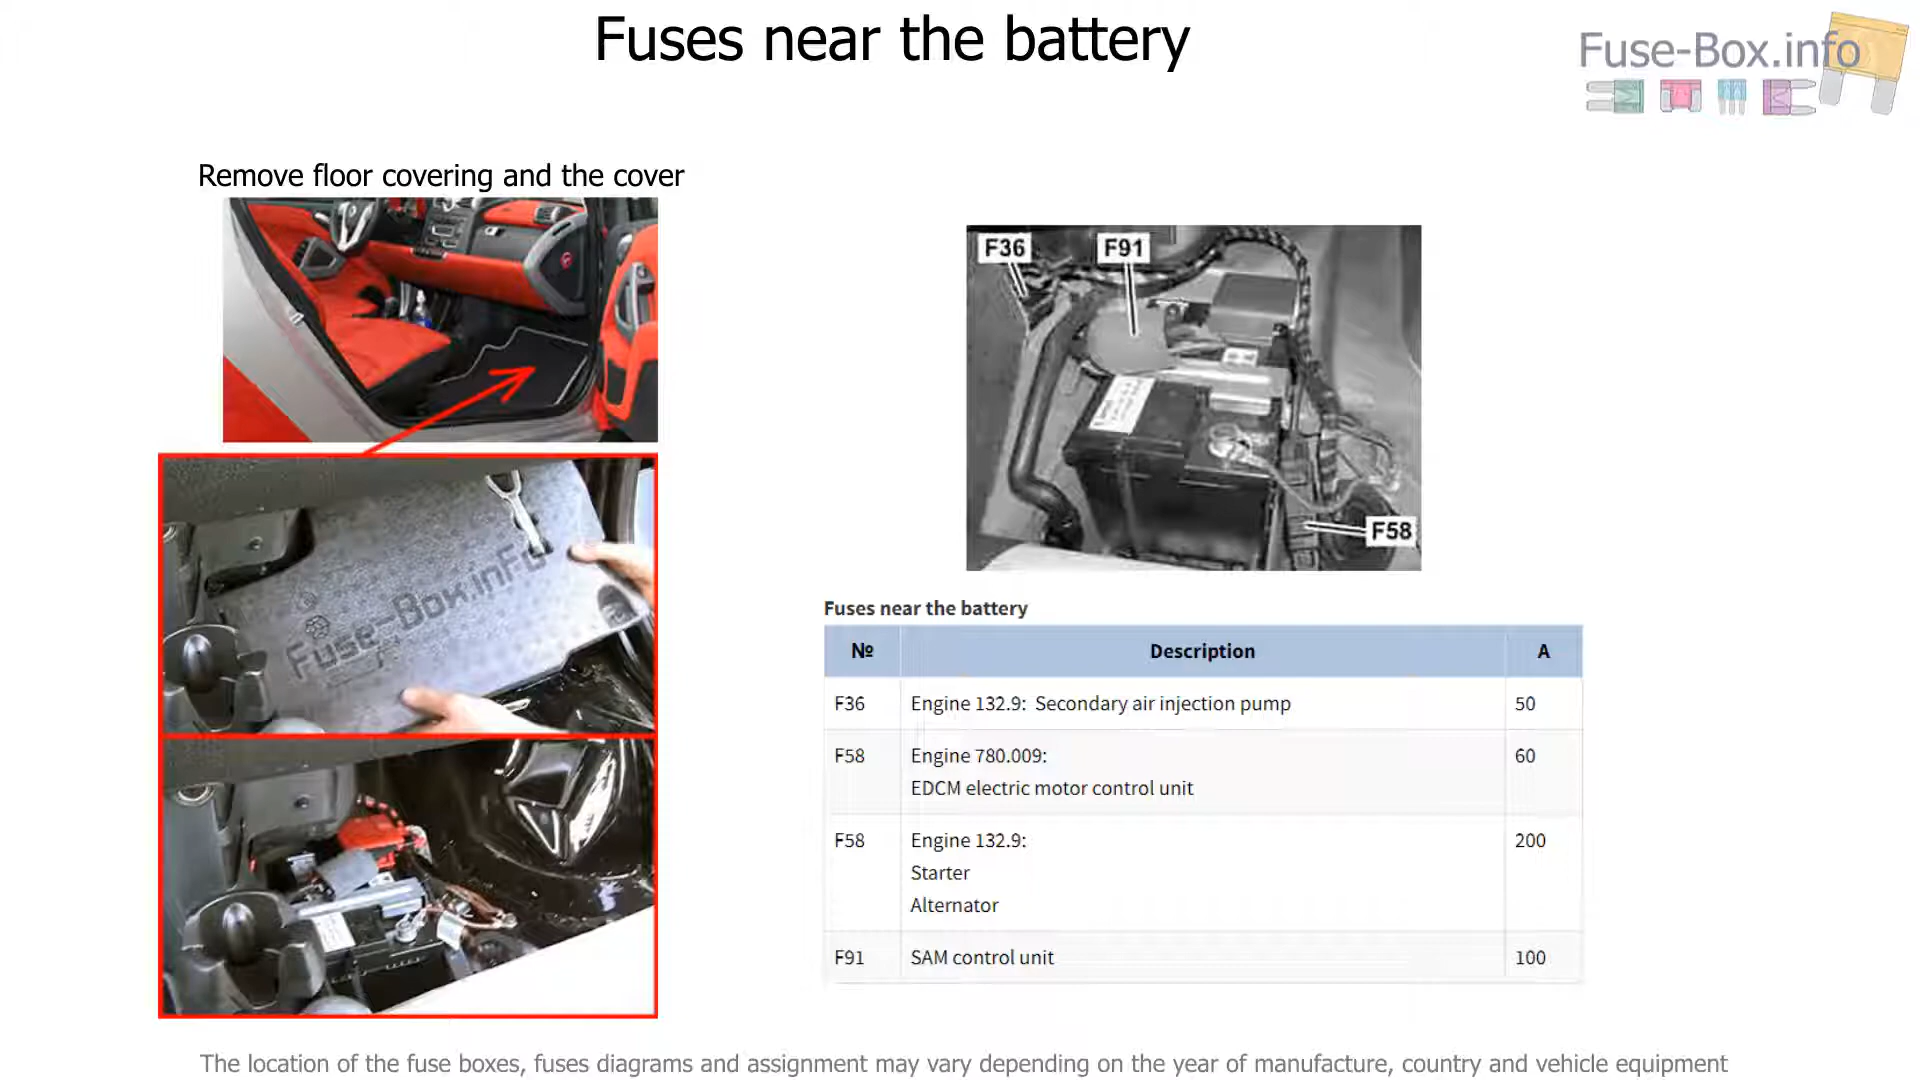 Fuses near the battery
Fuse-Box.info
Remove floor covering and the cover
F36
F91
F58
Fuse-Box.inFo
Fuses near the battery
№ Description A
F36 Engine 132.9: Secondary air injection pump 50
F58 Engine 780.009: 60
EDCM electric motor control unit
F58 Engine 132.9: 200
Starter
Alternator
F91 SAM control unit 100
The location of the fuse boxes, fuses diagrams and assignment may vary depending on the year of manufacture, country and vehicle equipment